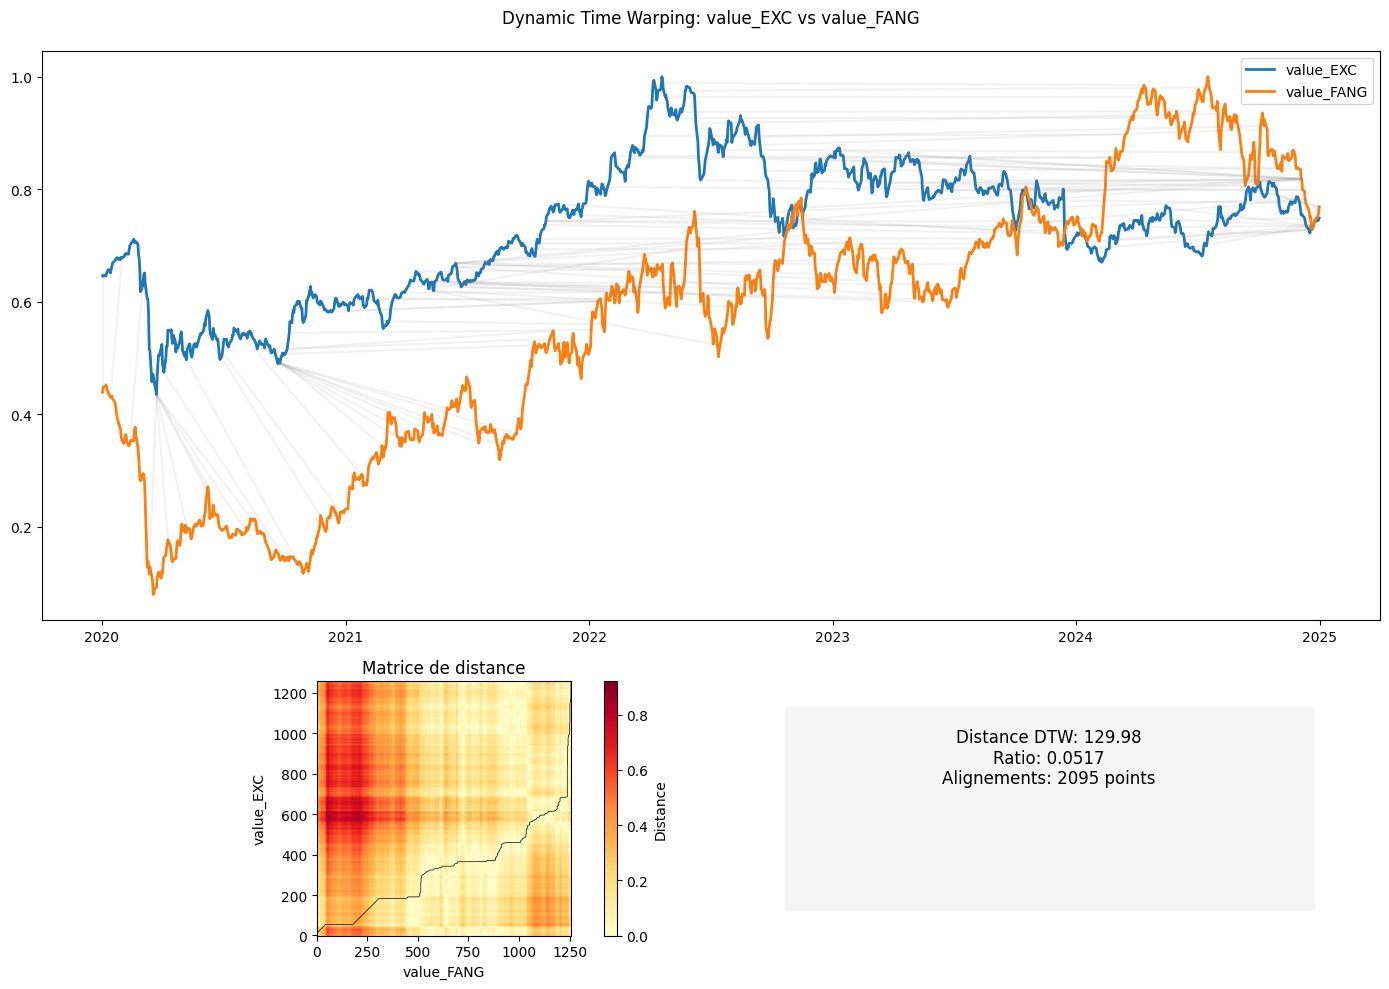 Dynamic Time Warping: value_EXC vs value_FANG
value_EXC
value_FANG
1.0
0.8
0.6
0.4
0.2
2020 2021 2022 2023 2024 2025
Matrice de distance
value_EXC
1200
1000
800
600
400
200
0
0 250 500 750 1000 1250
value_FANG
0.8
0.6
0.4
0.2
0.0
Distance
Distance DTW: 129.98
Ratio: 0.0517
Alignements: 2095 points